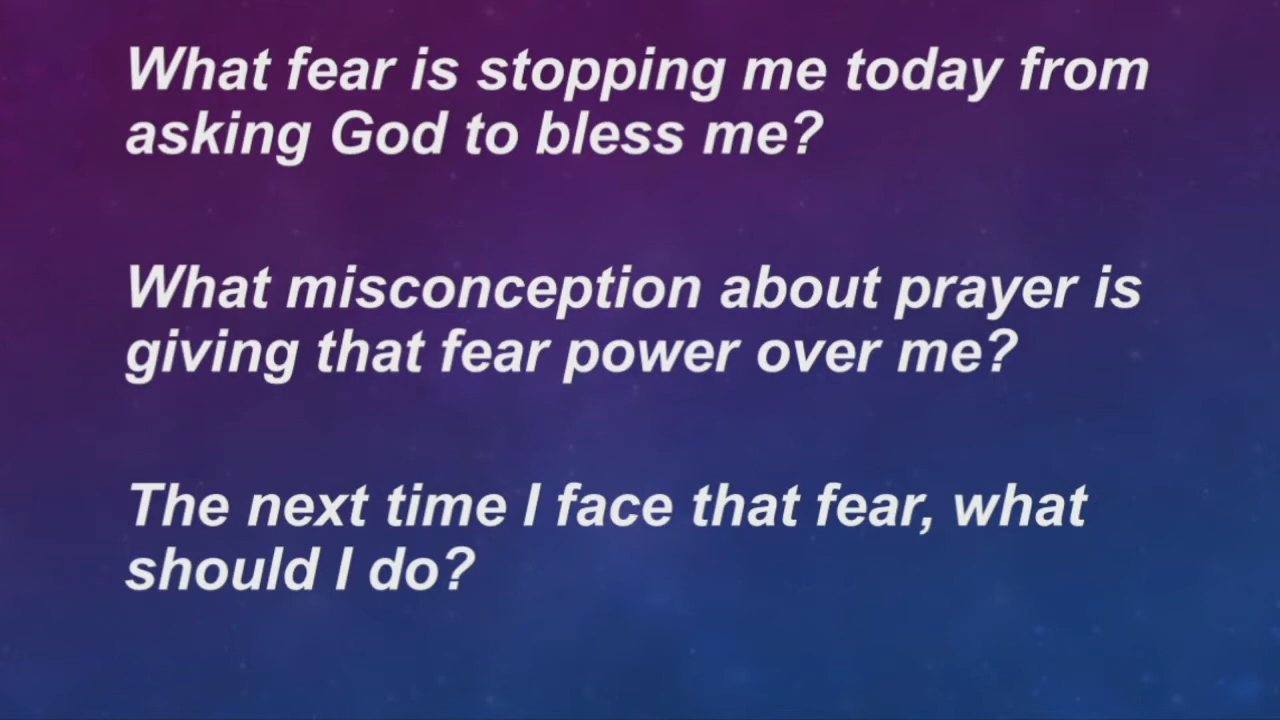 What fear is stopping me today from
asking God to bless me?
What misconception about prayer is
giving that fear power over me?
The next time I face that fear, what
should I do?